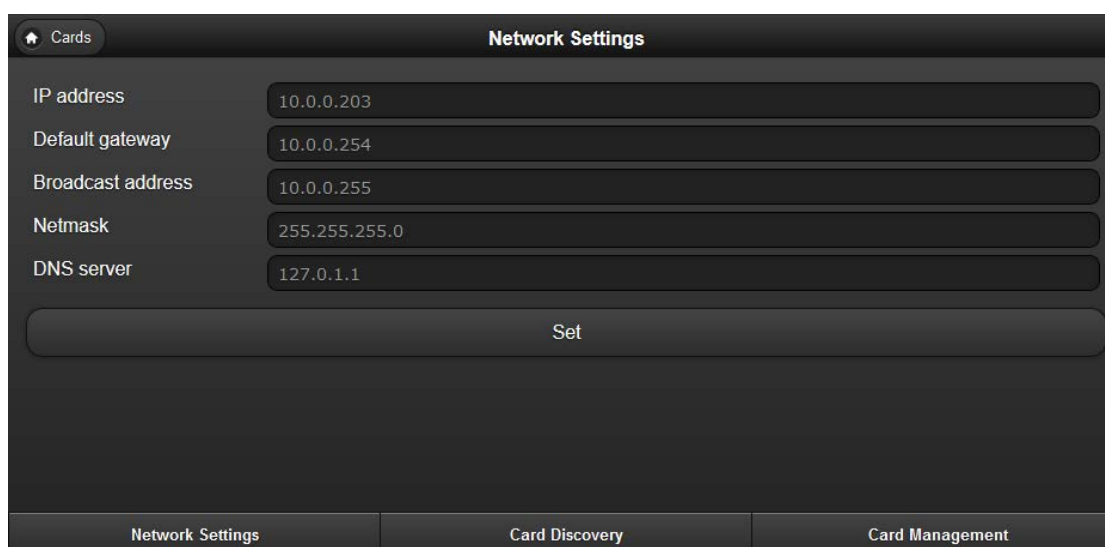 Cards
Network Settings
IP address
10.0.0.203
Default gateway
10.0.0.254
Broadcast address
10.0.0.255
Netmask
255.255.255.0
DNS server
127.0.1.1
Set
Network Settings
Card Discovery
Card Management